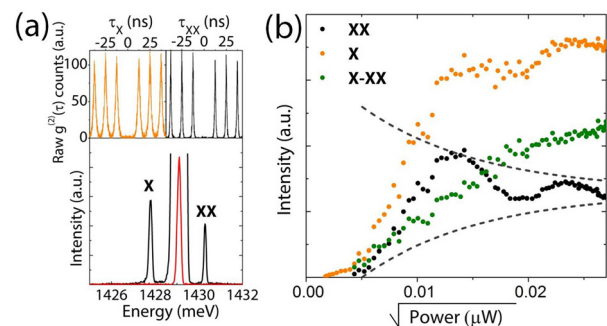 (a)
τX (ns) τXX (ns)
-25 0 25 -25 0 25
Raw g(2)(τ) counts (a.u.)
100
50
0
X
XX
Intensity (a.u.)
1426 1428 1430 1432
Energy (meV)
(b)
XX
X
X-XX
Intensity (a.u.)
0.00 0.01 0.02
√Power (μW)